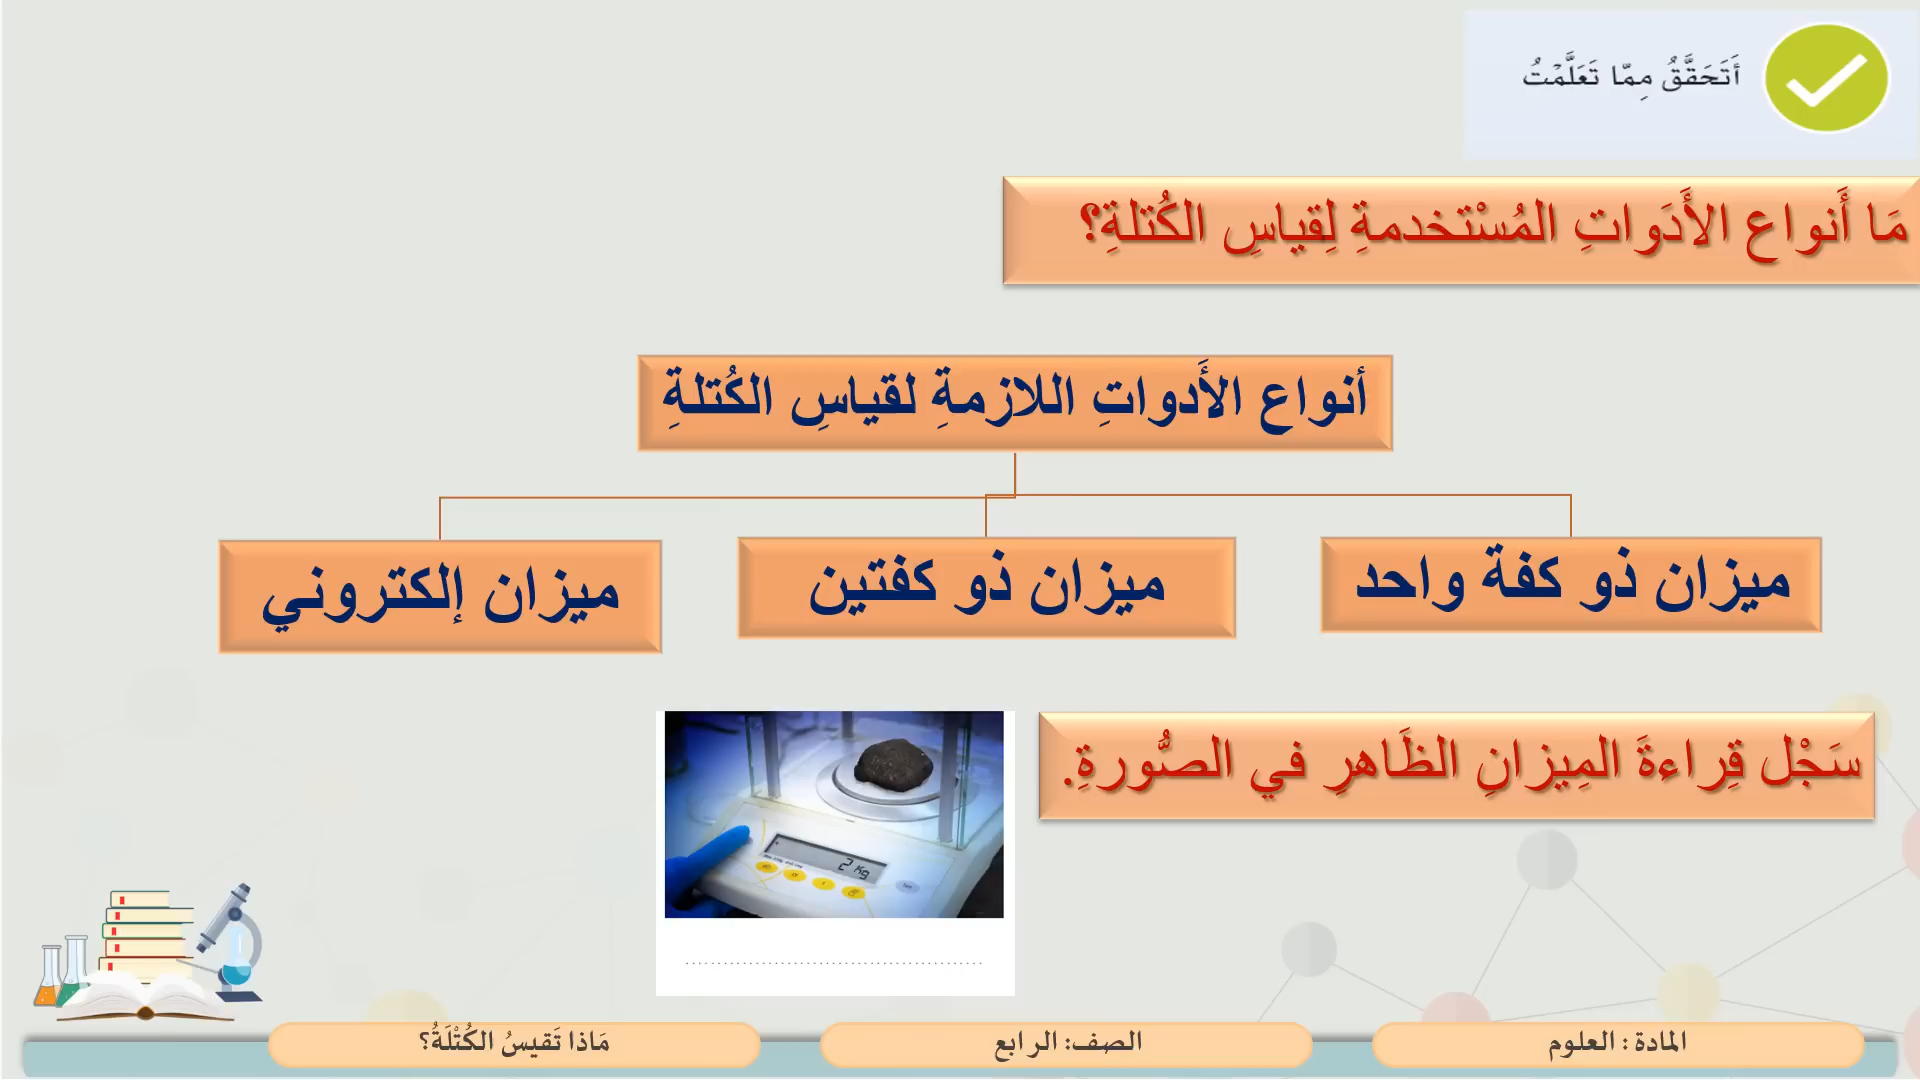 أَتَحَقَّقُ مِمّا تَعَلَّمْتُ
مَا أَنواع الأَدَواتِ المُسْتخدمةِ لِقياسِ الكُتلةِ؟
أنواع الأَدواتِ اللازمةِ لقياسِ الكُتلةِ
ميزان ذو كفة واحد
ميزان ذو كفتين
ميزان إلكتروني
سَجْل قِراءةَ المِيزانِ الظَاهرِ في الصُّورةِ.
2 Kg
المادة : العلوم
الصف: الرابع
مَاذا تَقيسُ الكُتْلَةُ؟